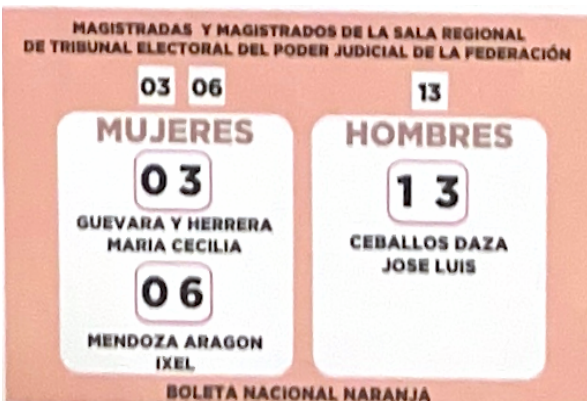 MAGISTRADAS Y MAGISTRADOS DE LA SALA REGIONAL
DE TRIBUNAL ELECTORAL DEL PODER JUDICIAL DE LA FEDERACIÓN
03 06
MUJERES
03
GUEVARA Y HERRERA
MARIA CECILIA
06
MENDOZA ARAGON
IXEL
13
HOMBRES
13
CEBALLOS DAZA
JOSE LUIS
BOLETA NACIONAL NARANJA